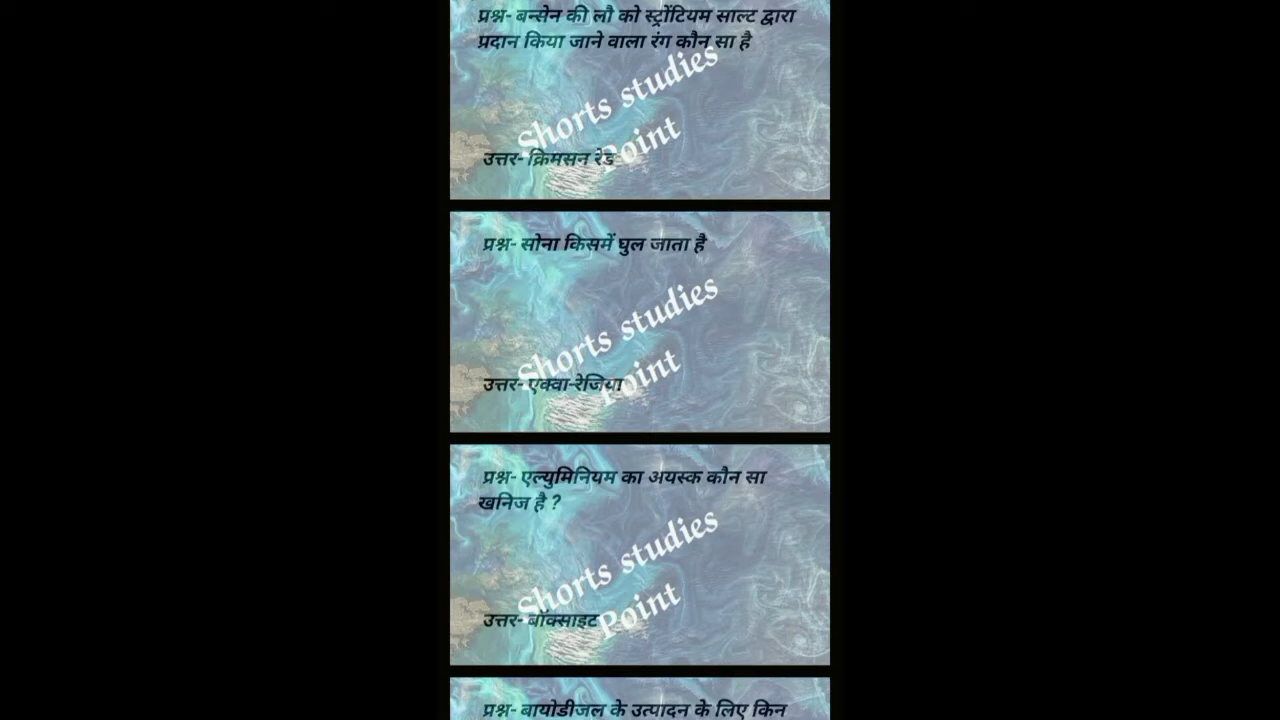 प्रश्न- बन्सेन की लौ को स्ट्रोंटियम साल्ट द्वारा
प्रदान किया जाने वाला रंग कौन सा है
Shorts studies
Point
उत्तर- क्रिमसन रेड
प्रश्न- सोना किसमें घुल जाता है
Shorts studies
Point
उत्तर- एक्वा-रेजिया
प्रश्न- एल्युमिनियम का अयस्क कौन सा
खनिज है ?
Shorts studies
Point
उत्तर- बॉक्साइट
प्रश्न- बायोडीजल के उत्पादन के लिए किन